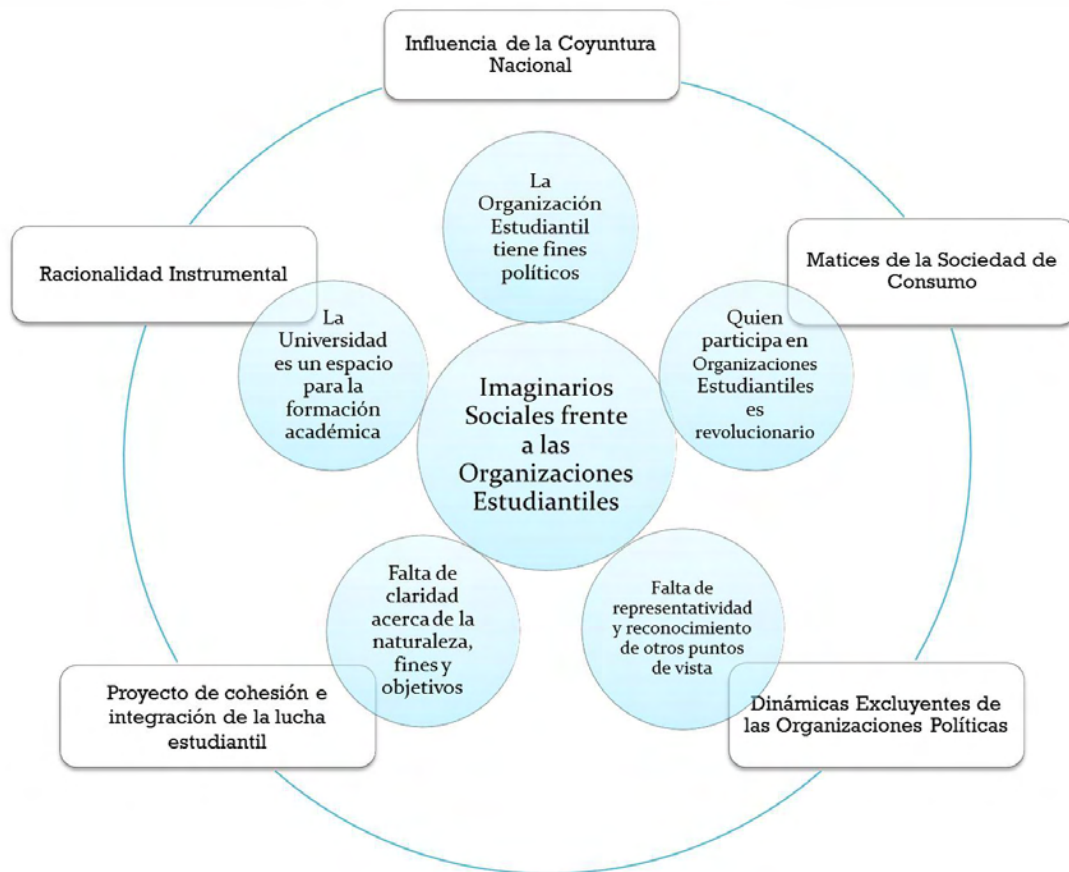 Influencia de la Coyuntura
Nacional
La
Organización
Estudiantil
tiene fines
políticos
Racionalidad Instrumental
Matices de la Sociedad de
Consumo
La
Universidad
es un espacio
para la
formación
académica
Quien
participa en
Organizaciones
Estudiantiles
es
revolucionario
Imaginarios
Sociales frente
a las
Organizaciones
Estudiantiles
Falta de
claridad
acerca de la
naturaleza,
fines y
objetivos
Falta de
representatividad
y reconocimiento
de otros puntos
de vista
Proyecto de cohesión e
integración de la lucha
estudiantil
Dinámicas Excluyentes de
las Organizaciones Políticas